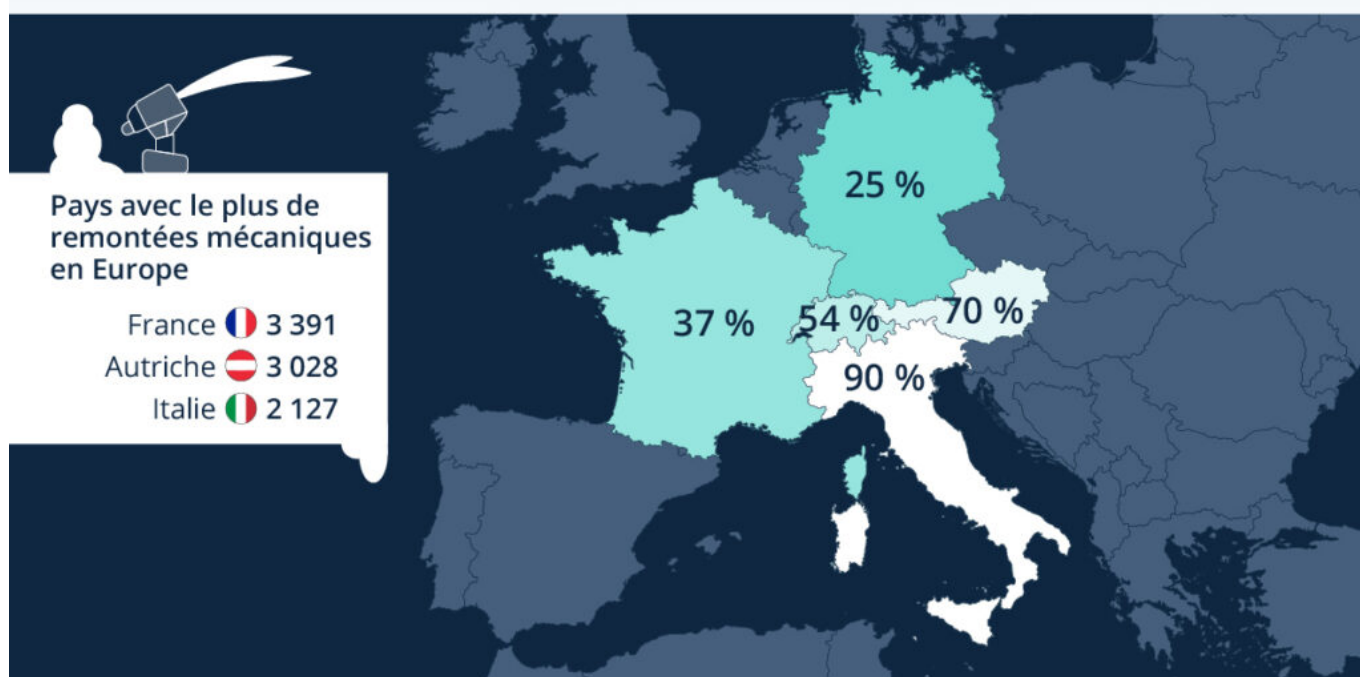 Pays avec le plus de
remontées mécaniques
en Europe
France 3 391
Autriche 3 028
Italie 2 127
25 %
37 %
54 %
70 %
90 %